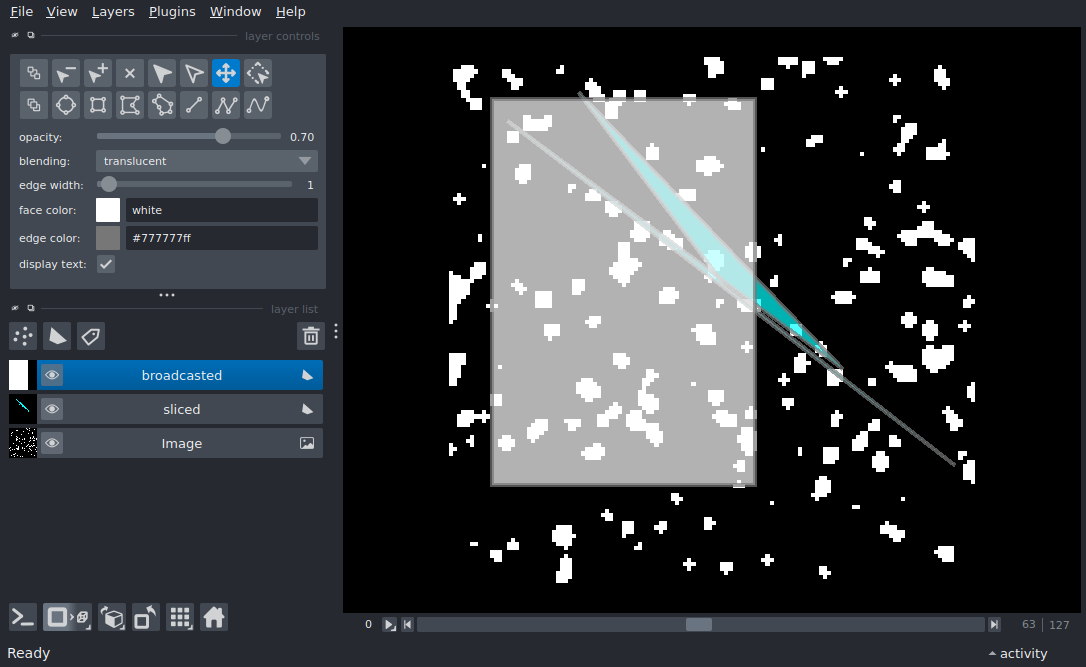 File View Layers Plugins Window Help
layer controls
opacity: 0.70
blending: translucent
edge width: 1
face color: white
edge color: #777777ff
display text:
layer list
broadcasted
sliced
Image
0 63 127
Ready activity